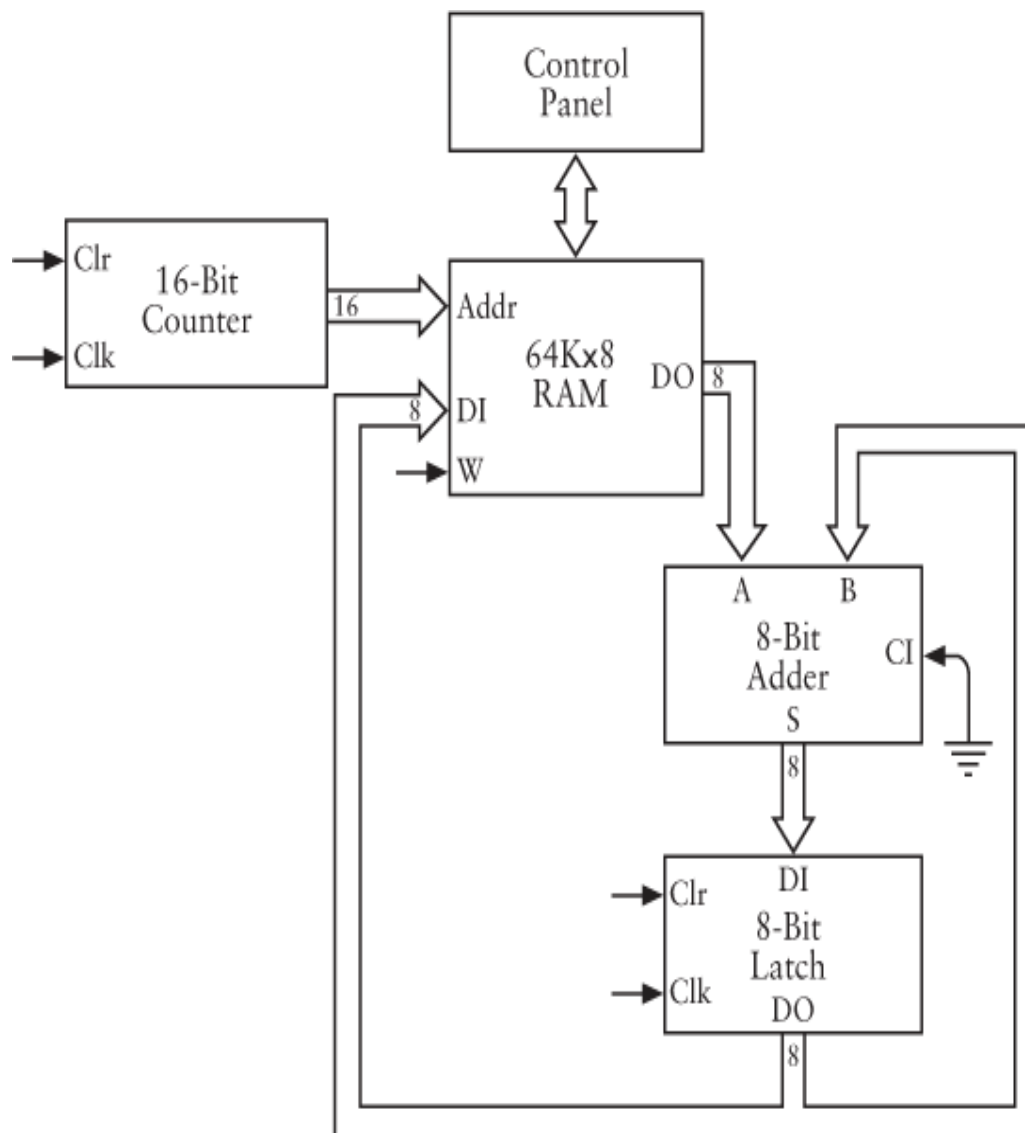 Control
Panel
Clr
16-Bit
Counter
Clk
16
Addr
64Kx8
RAM
DO
8
8
DI
W
A
B
8-Bit
Adder
CI
S
8
DI
Clr
8-Bit
Latch
Clk
DO
8